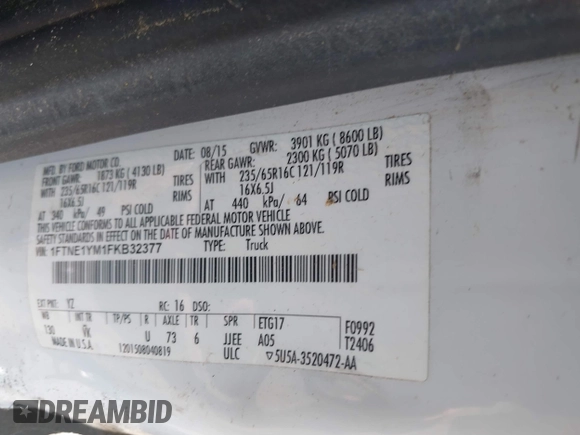 MFG. BY FORD MOTOR CO.
DATE: 08/15 GVWR: 3901 KG ( 8600 LB)
FRONT GAWR: 1873 KG ( 4130 LB) REAR GAWR: 2300 KG ( 5070 LB)
WITH 235/65R16C 121/119R TIRES WITH 235/65R16C 121/119R TIRES
16X6.5J RIMS 16X6.5J RIMS
AT 340 kPa/ 49 PSI COLD AT 440 kPa/ 64 PSI COLD
THIS VEHICLE CONFORMS TO ALL APPLICABLE FEDERAL MOTOR VEHICLE
SAFETY STANDARDS IN EFFECT ON THE DATE OF MANUFACTURE SHOWN ABOVE.
VIN: 1FTNE1YM1FKB32377 TYPE: Truck
EXT PNT: YZ RC: 16 DSO:
WB INT TR TP/PS R AXLE TR SPR ETG17 F0992
130 VK U 73 6 JJEE A05 T2406
MADE IN U.S.A. 1201508040819 ULC ▽5U5A-3520472-AA
DREAMBID